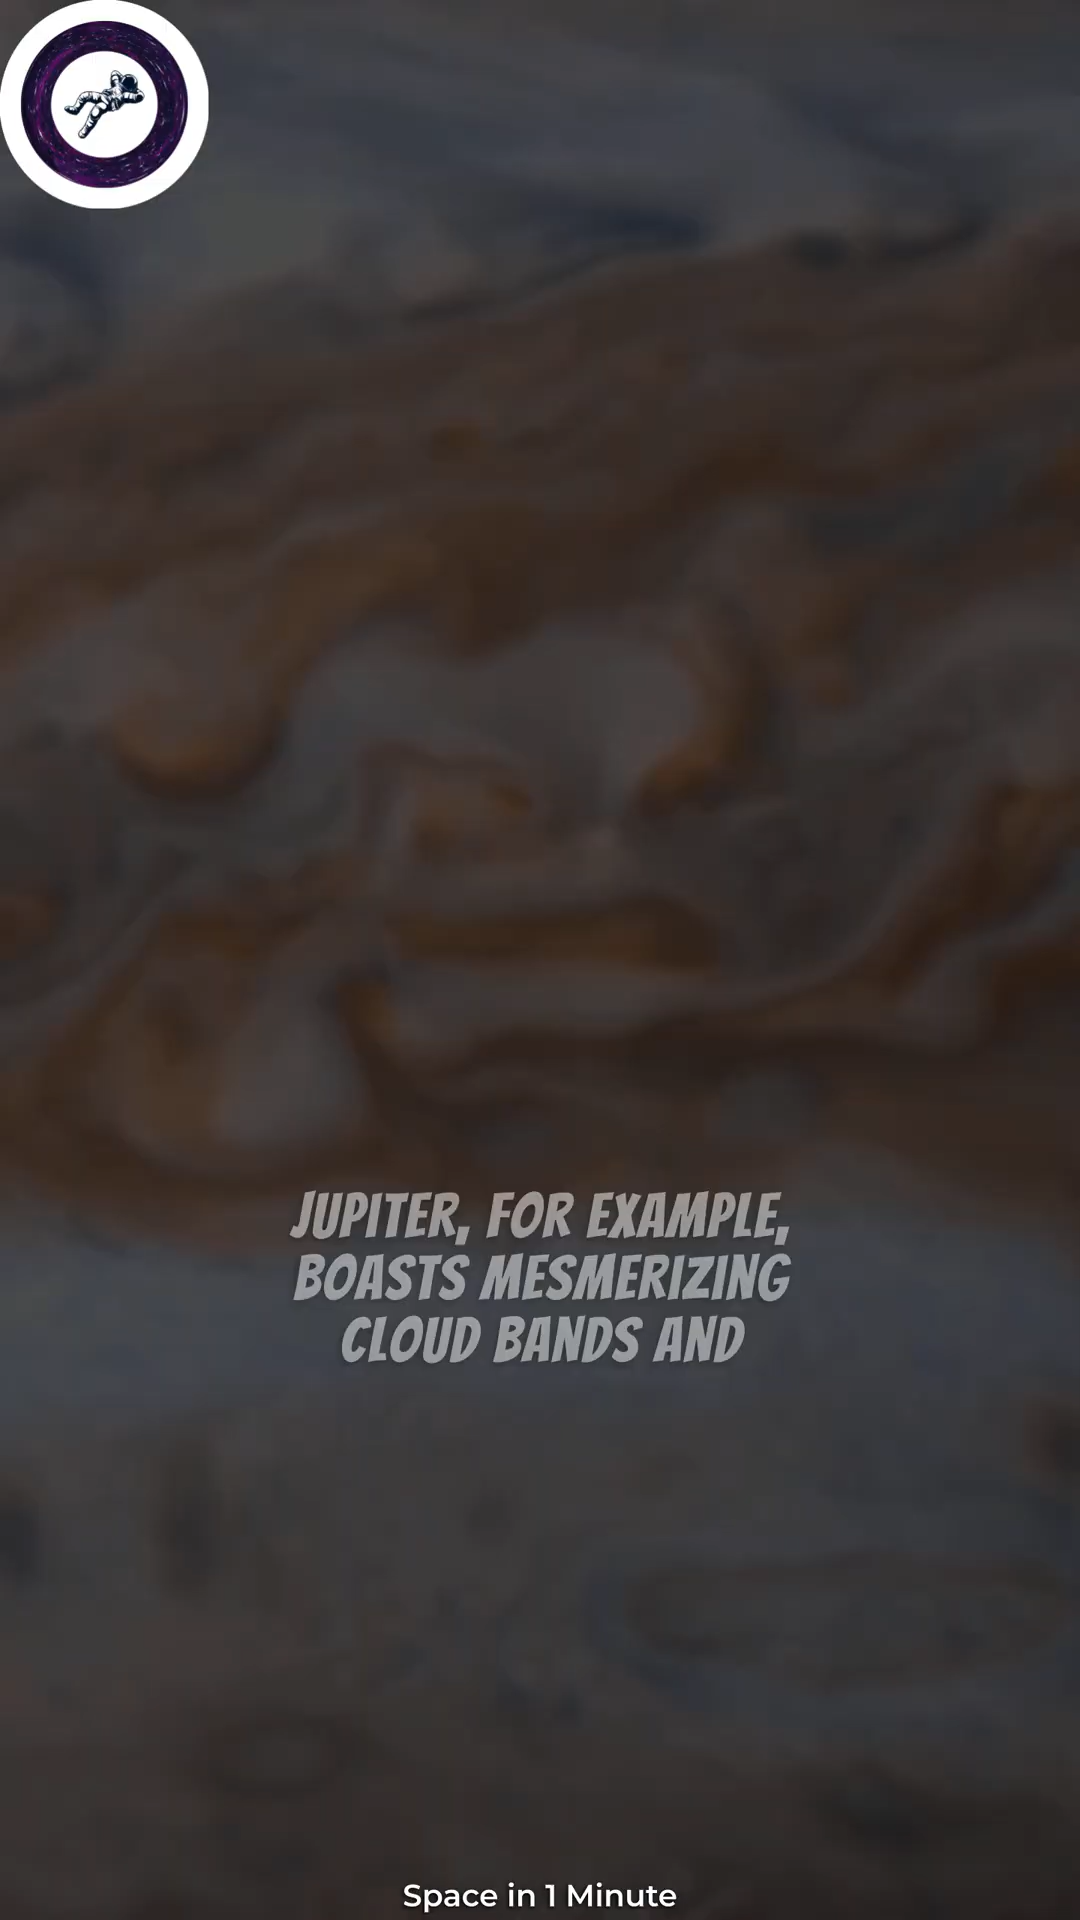 JUPITER, FOR EXAMPLE,
BOASTS MESMERIZING
CLOUD BANDS AND
Space in 1 Minute